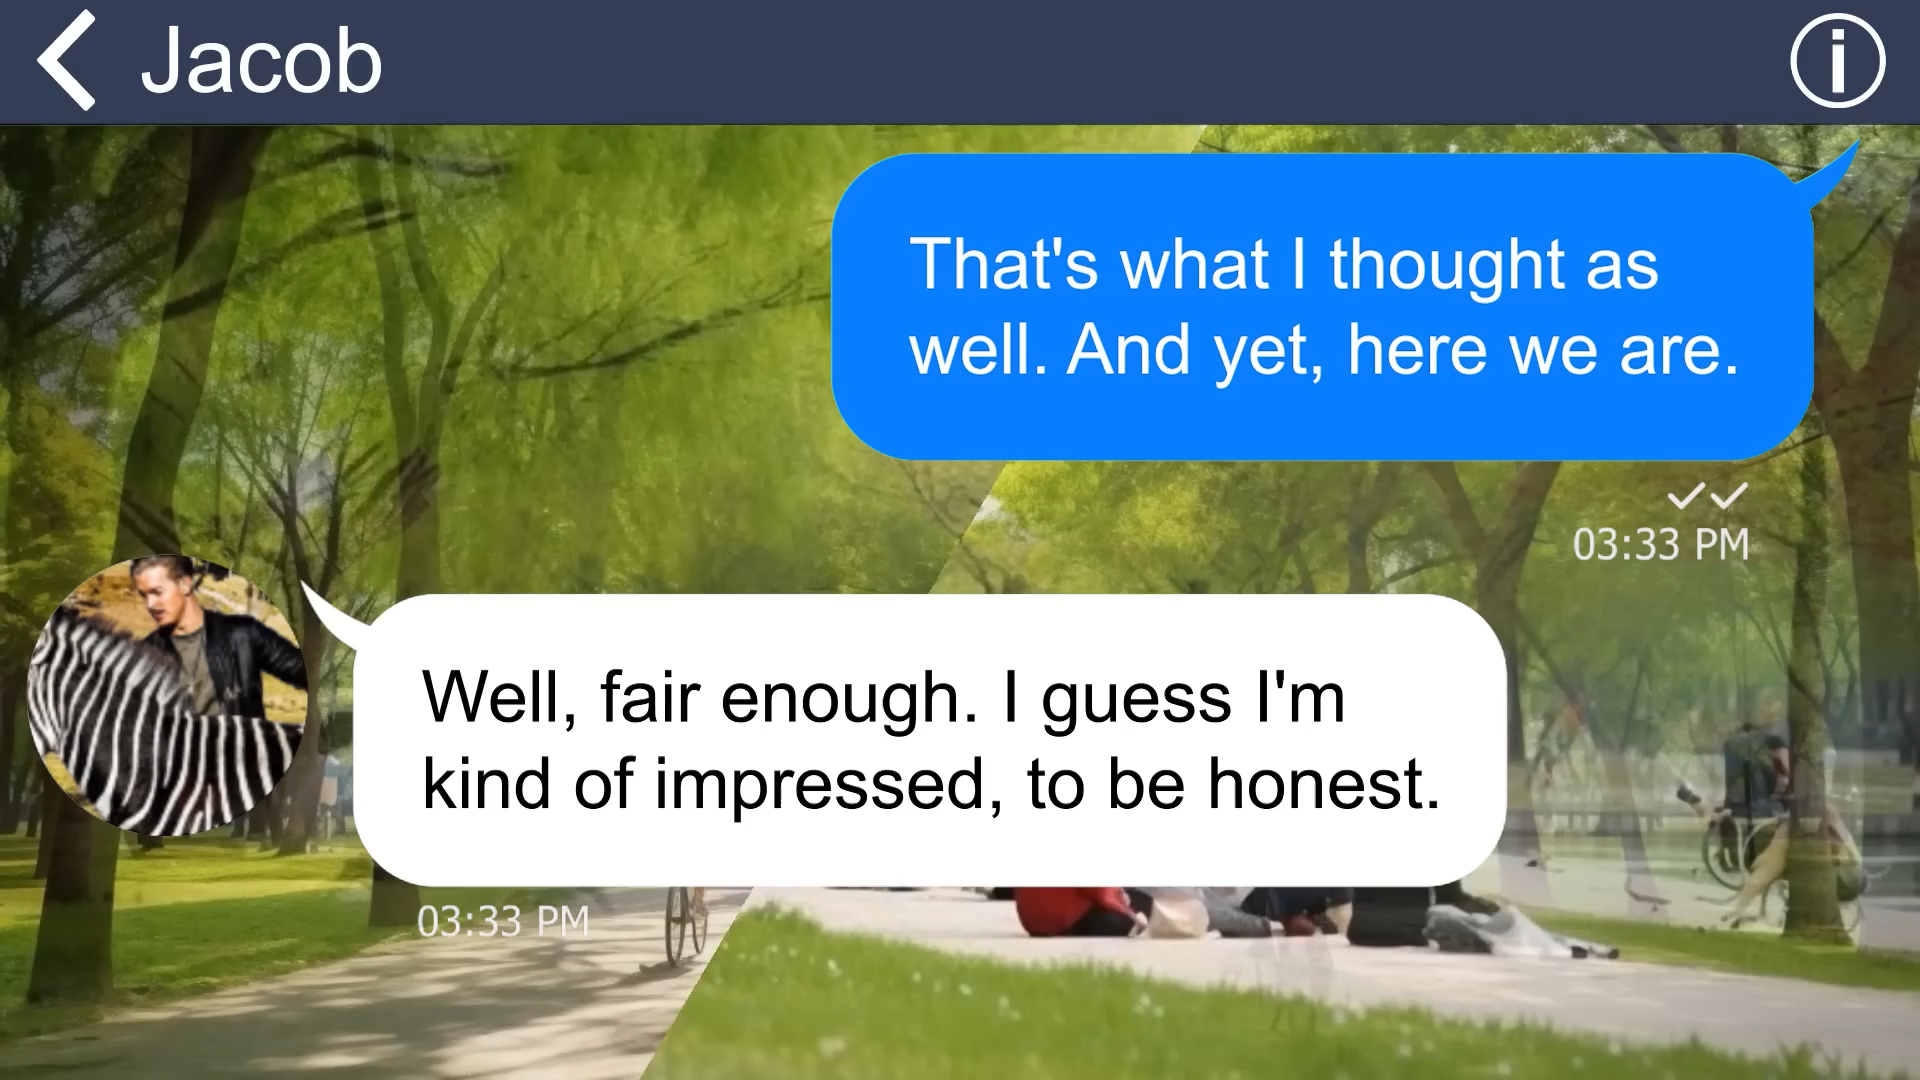 Jacob
That's what I thought as
well. And yet, here we are.
03:33 PM
Well, fair enough. I guess I'm
kind of impressed, to be honest.
03:33 PM